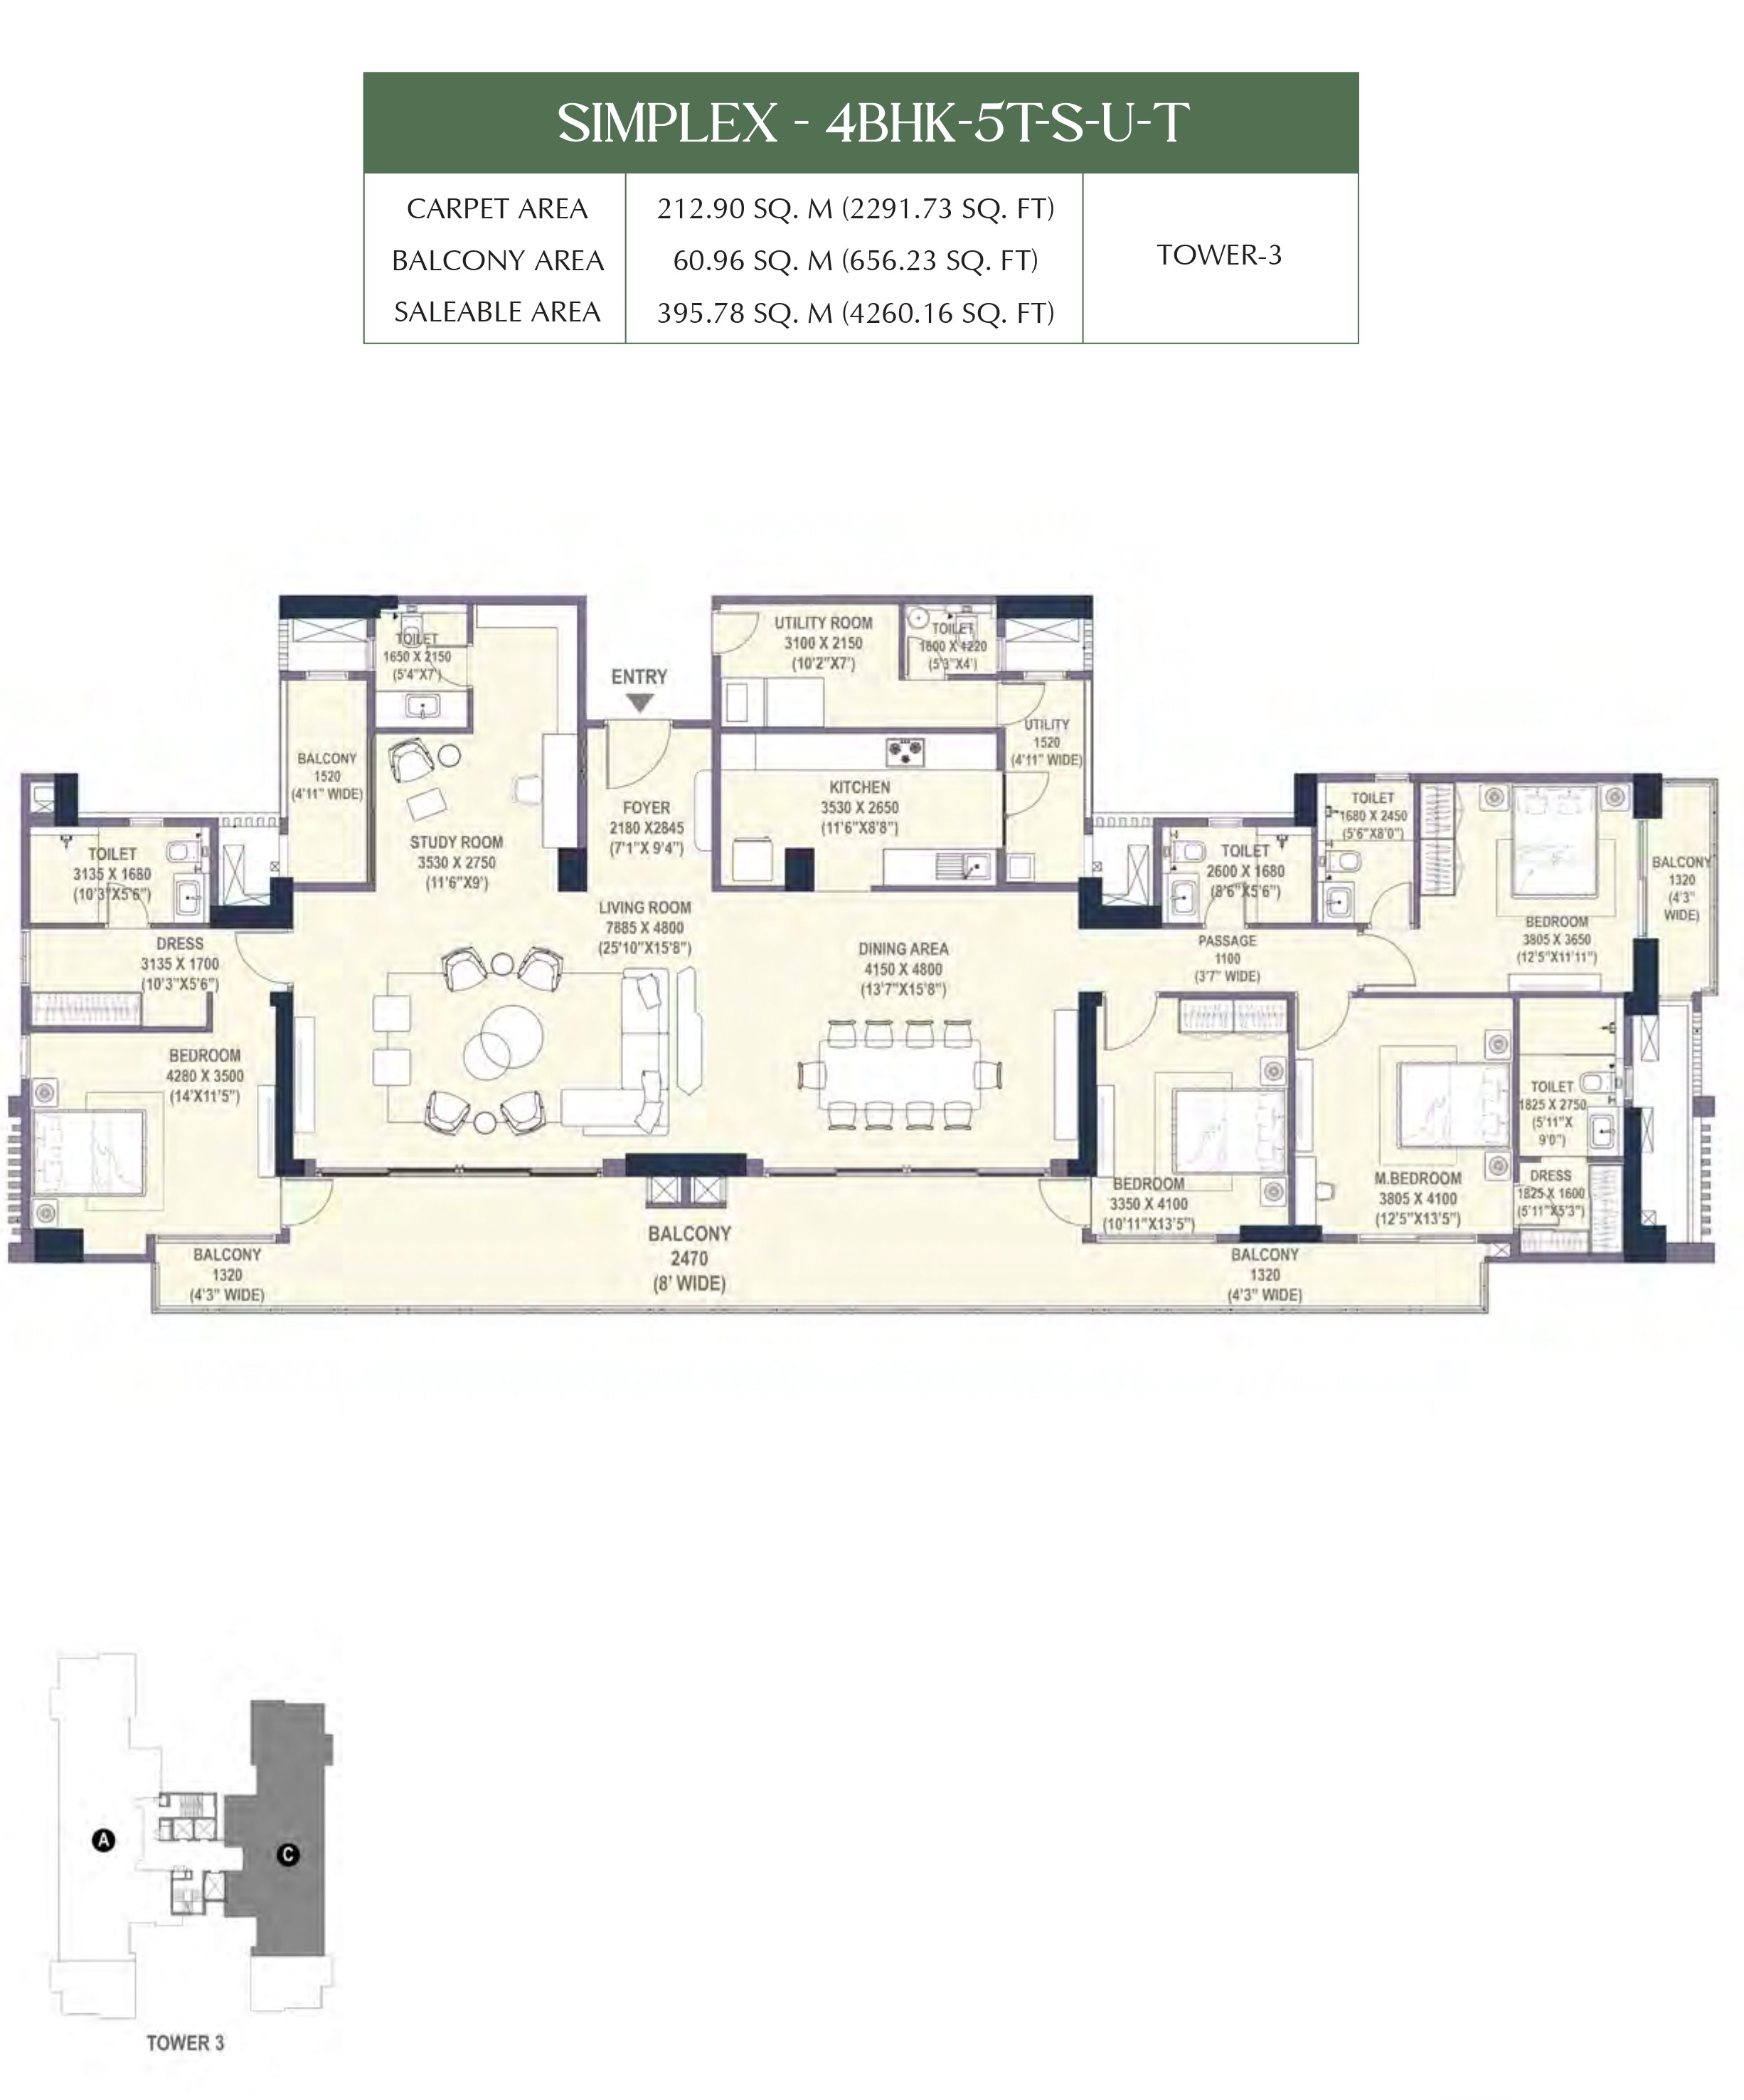 SIMPLEX - 4BHK-5T-S-U-T
CARPET AREA
212.90 SQ. M (2291.73 SQ. FT)
BALCONY AREA
60.96 SQ. M (656.23 SQ. FT)
SALEABLE AREA
395.78 SQ. M (4260.16 SQ. FT)
TOWER-3
TOILET
1650 X 2150
(5'4"X7')
ENTRY
UTILITY ROOM
3100 X 2150
(10'2"X7')
TOILET
1600 X 1220
(5'3"X4')
BALCONY
1520
(4'11" WIDE)
UTILITY
1520
(4'11" WIDE)
STUDY ROOM
3530 X 2750
(11'6"X9')
FOYER
2180 X2845
(7'1"X 9'4")
KITCHEN
3530 X 2650
(11'6"X8'8")
TOILET
3135 X 1680
(10'3"X5'6")
TOILET
2600 X 1680
(8'6"X5'6")
TOILET
1680 X 2450
(5'6"X8'0")
BEDROOM
3805 X 3650
(12'5"X11'11")
BALCONY
1320
(4'3"
WIDE)
DRESS
3135 X 1700
(10'3"X5'6")
LIVING ROOM
7885 X 4800
(25'10"X15'8")
DINING AREA
4150 X 4800
(13'7"X15'8")
PASSAGE
1100
(3'7" WIDE)
BEDROOM
4280 X 3500
(14'X11'5")
BEDROOM
3350 X 4100
(10'11"X13'5")
M.BEDROOM
3805 X 4100
(12'5"X13'5")
TOILET
1825 X 2750
(5'11"X
9'0")
DRESS
1825 X 1600
(5'11"X5'3")
BALCONY
1320
(4'3" WIDE)
BALCONY
2470
(8' WIDE)
BALCONY
1320
(4'3" WIDE)
A
C
TOWER 3